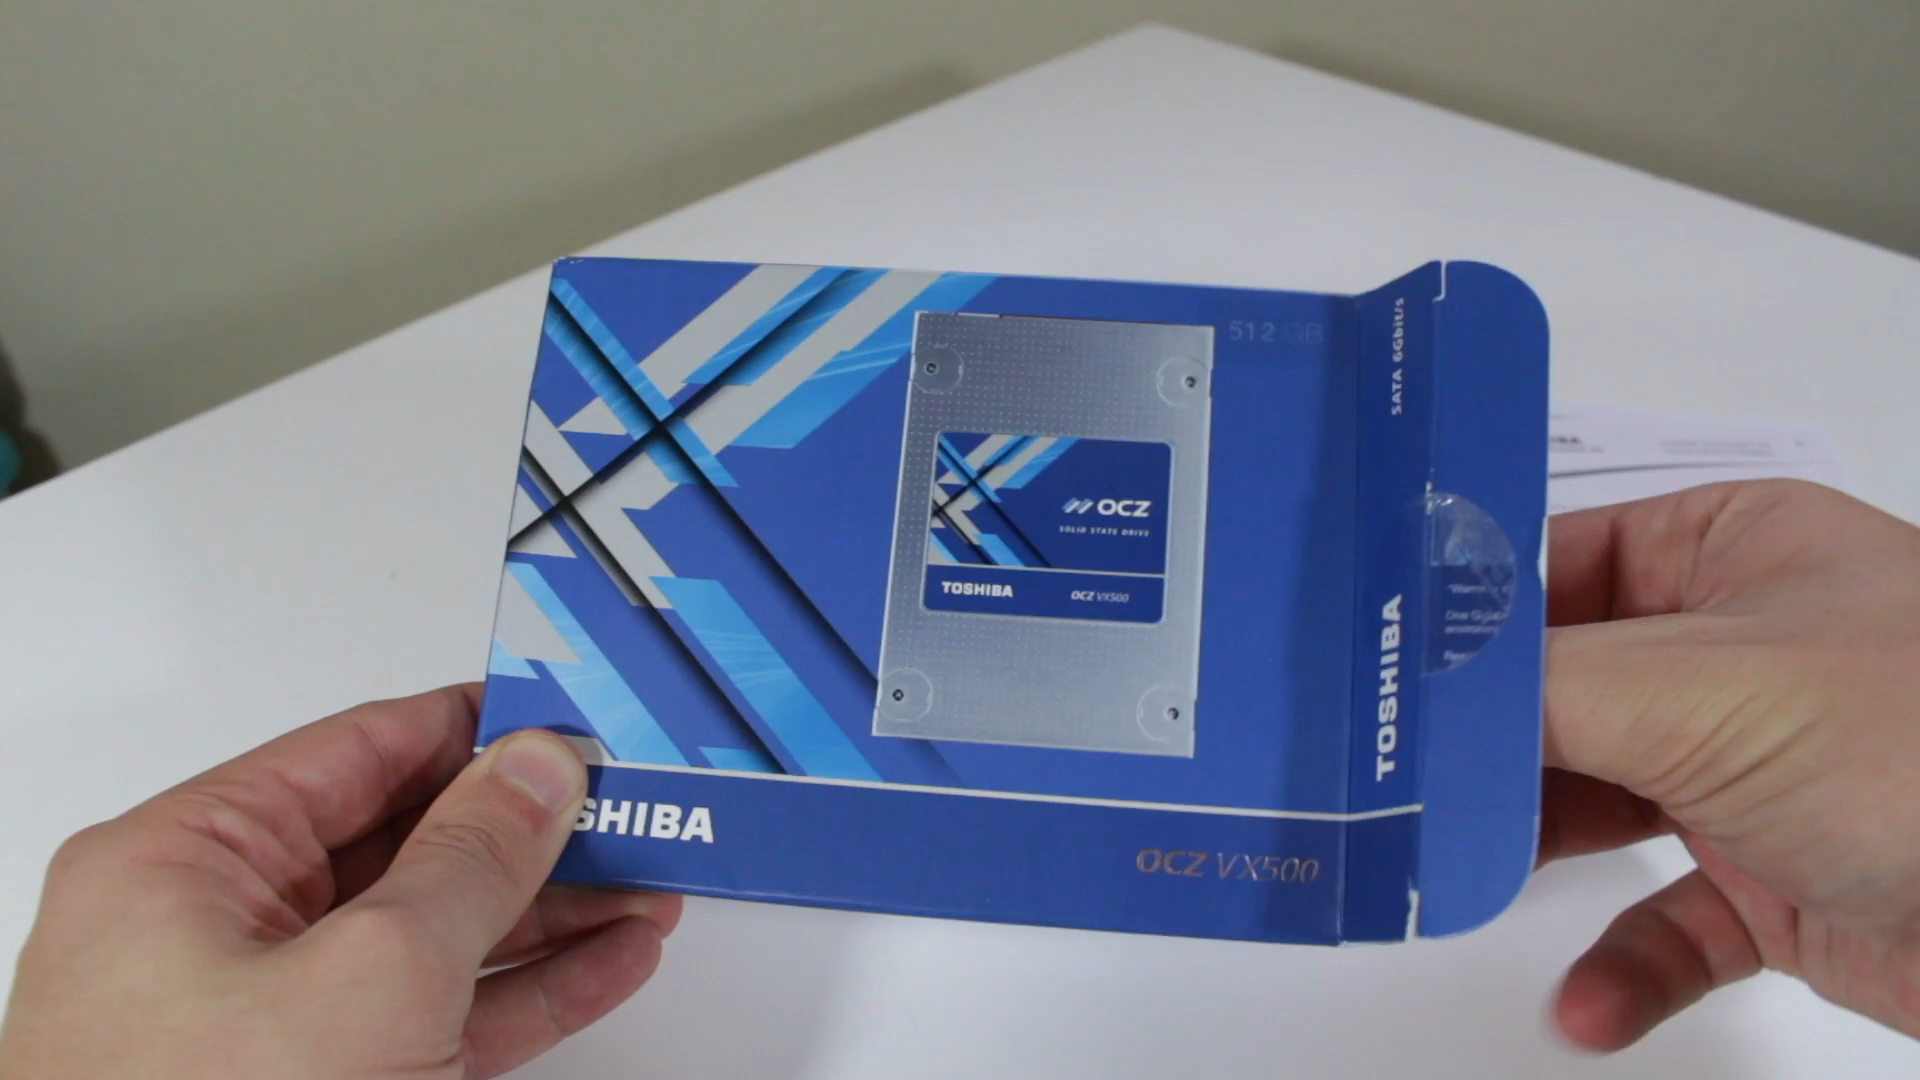 512 GB
OCZ
SOLID STATE DRIVE
TOSHIBA
OCZ VX500
SHIBA
OCZ VX500
SATA 6Gbit/s
TOSHIBA